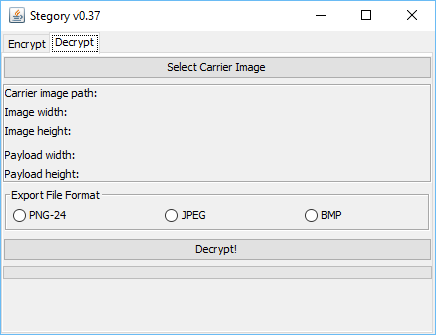 Stegory v0.37
Encrypt Decrypt
Select Carrier Image
Carrier image path:
Image width:
Image height:
Payload width:
Payload height:
Export File Format
PNG-24 JPEG BMP
Decrypt!